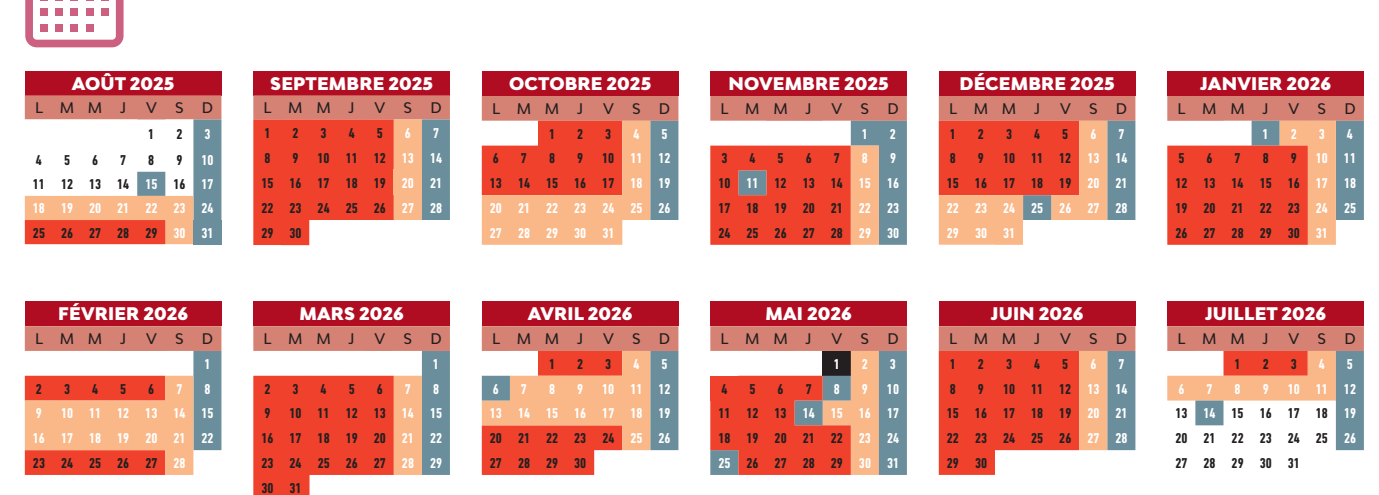 AOÛT 2025
L M M J V S D
1 2 3
4 5 6 7 8 9 10
11 12 13 14 15 16 17
18 19 20 21 22 23 24
25 26 27 28 29 30 31
SEPTEMBRE 2025
L M M J V S D
1 2 3 4 5 6 7
8 9 10 11 12 13 14
15 16 17 18 19 20 21
22 23 24 25 26 27 28
29 30
OCTOBRE 2025
L M M J V S D
1 2 3 4 5
6 7 8 9 10 11 12
13 14 15 16 17 18 19
20 21 22 23 24 25 26
27 28 29 30 31
NOVEMBRE 2025
L M M J V S D
1 2
3 4 5 6 7 8 9
10 11 12 13 14 15 16
17 18 19 20 21 22 23
24 25 26 27 28 29 30
DÉCEMBRE 2025
L M M J V S D
1 2 3 4 5 6 7
8 9 10 11 12 13 14
15 16 17 18 19 20 21
22 23 24 25 26 27 28
29 30 31
JANVIER 2026
L M M J V S D
1 2 3 4
5 6 7 8 9 10 11
12 13 14 15 16 17 18
19 20 21 22 23 24 25
26 27 28 29 30 31
FÉVRIER 2026
L M M J V S D
1
2 3 4 5 6 7 8
9 10 11 12 13 14 15
16 17 18 19 20 21 22
23 24 25 26 27 28
MARS 2026
L M M J V S D
1
2 3 4 5 6 7 8
9 10 11 12 13 14 15
16 17 18 19 20 21 22
23 24 25 26 27 28 29
30 31
AVRIL 2026
L M M J V S D
1 2 3 4 5
6 7 8 9 10 11 12
13 14 15 16 17 18 19
20 21 22 23 24 25 26
27 28 29 30
MAI 2026
L M M J V S D
1 2 3
4 5 6 7 8 9 10
11 12 13 14 15 16 17
18 19 20 21 22 23 24
25 26 27 28 29 30 31
JUIN 2026
L M M J V S D
1 2 3 4 5 6 7
8 9 10 11 12 13 14
15 16 17 18 19 20 21
22 23 24 25 26 27 28
29 30
JUILLET 2026
L M M J V S D
1 2 3 4 5
6 7 8 9 10 11 12
13 14 15 16 17 18 19
20 21 22 23 24 25 26
27 28 29 30 31